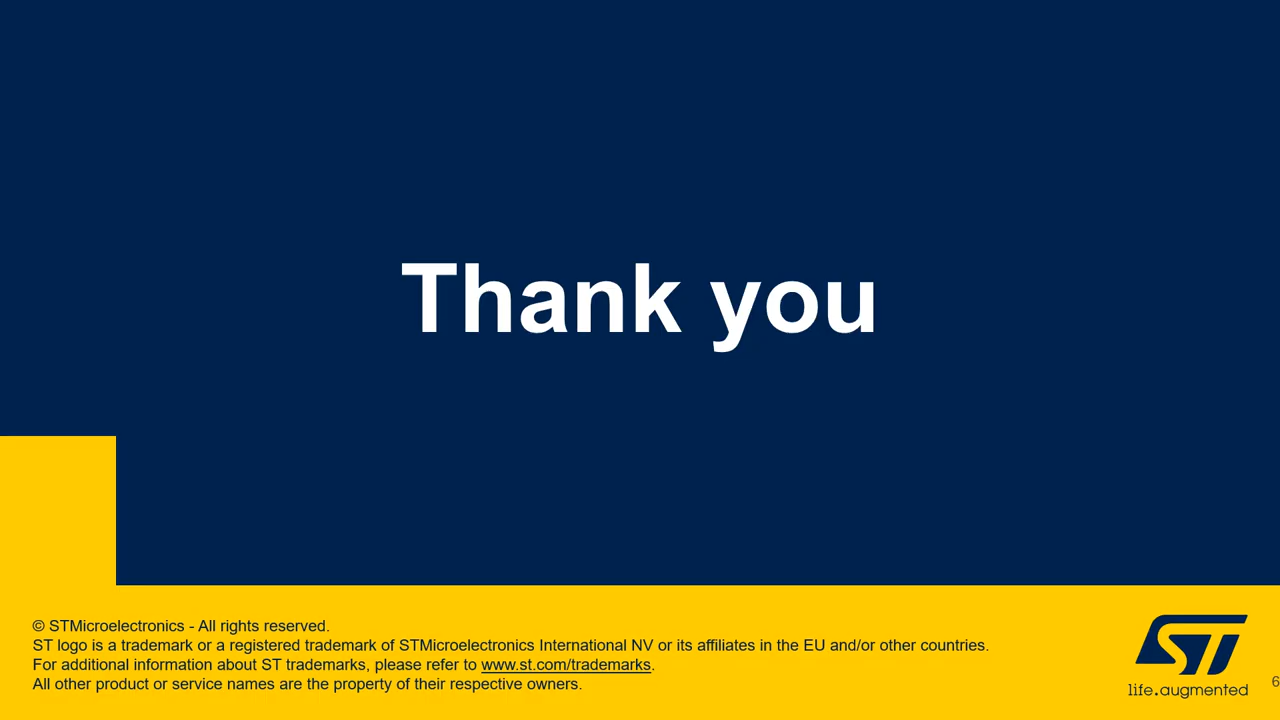 Thank you
© STMicroelectronics - All rights reserved.
ST logo is a trademark or a registered trademark of STMicroelectronics International NV or its affiliates in the EU and/or other countries.
For additional information about ST trademarks, please refer to www.st.com/trademarks.
All other product or service names are the property of their respective owners.
ST
life.augmented
6